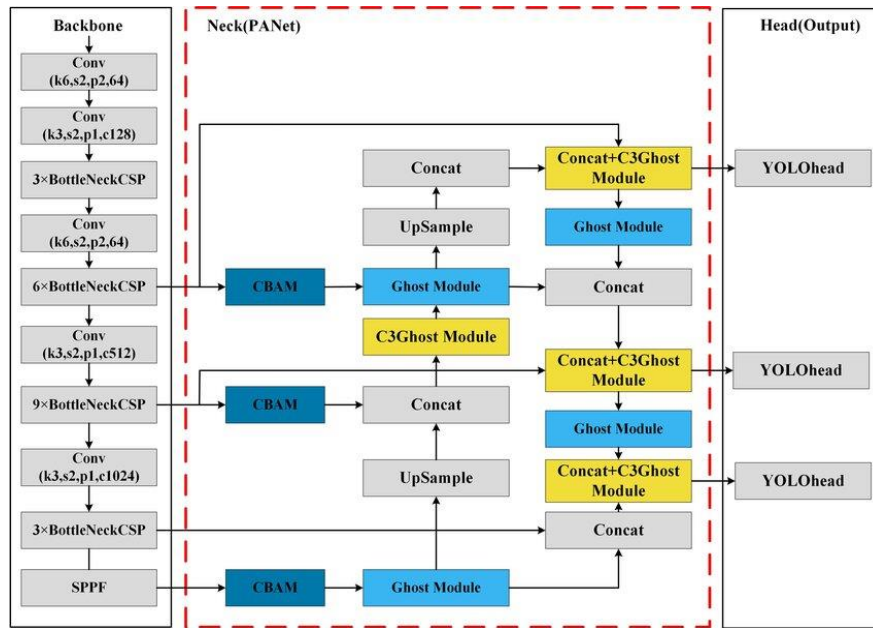 Backbone
Conv
(k6,s2,p2,64)
Conv
(k3,s2,p1,c128)
3×BottleNeckCSP
Conv
(k6,s2,p2,64)
6×BottleNeckCSP
Conv
(k3,s2,p1,c512)
9×BottleNeckCSP
Conv
(k3,s2,p1,c1024)
3×BottleNeckCSP
SPPF
Neck(PANet)
CBAM
CBAM
CBAM
Concat
UpSample
Ghost Module
C3Ghost Module
Concat
UpSample
Ghost Module
Concat+C3Ghost
Module
Ghost Module
Concat
Concat+C3Ghost
Module
Ghost Module
Concat+C3Ghost
Module
Concat
Head(Output)
YOLOhead
YOLOhead
YOLOhead